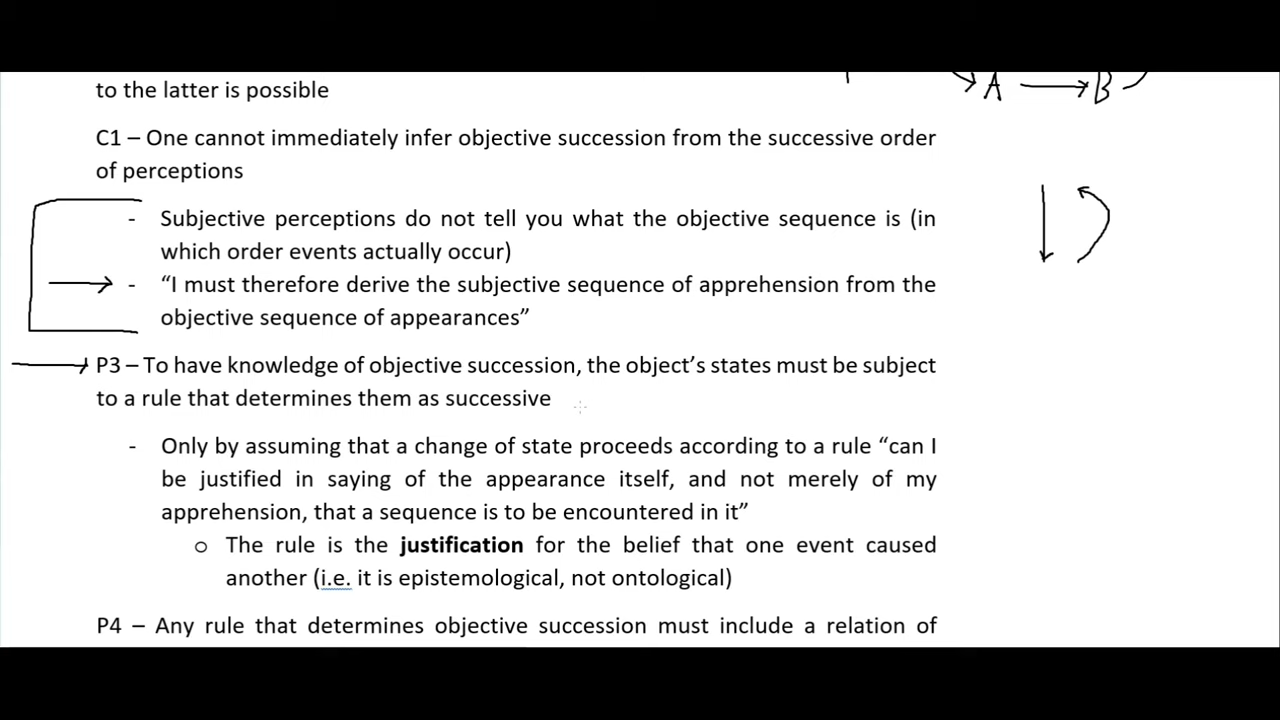 to the latter is possible
A → B
C1 – One cannot immediately infer objective succession from the successive order
of perceptions
- Subjective perceptions do not tell you what the objective sequence is (in
which order events actually occur)
- “I must therefore derive the subjective sequence of apprehension from the
objective sequence of appearances”
P3 – To have knowledge of objective succession, the object’s states must be subject
to a rule that determines them as successive
- Only by assuming that a change of state proceeds according to a rule “can I
be justified in saying of the appearance itself, and not merely of my
apprehension, that a sequence is to be encountered in it”
o The rule is the justification for the belief that one event caused
another (i.e. it is epistemological, not ontological)
P4 – Any rule that determines objective succession must include a relation of